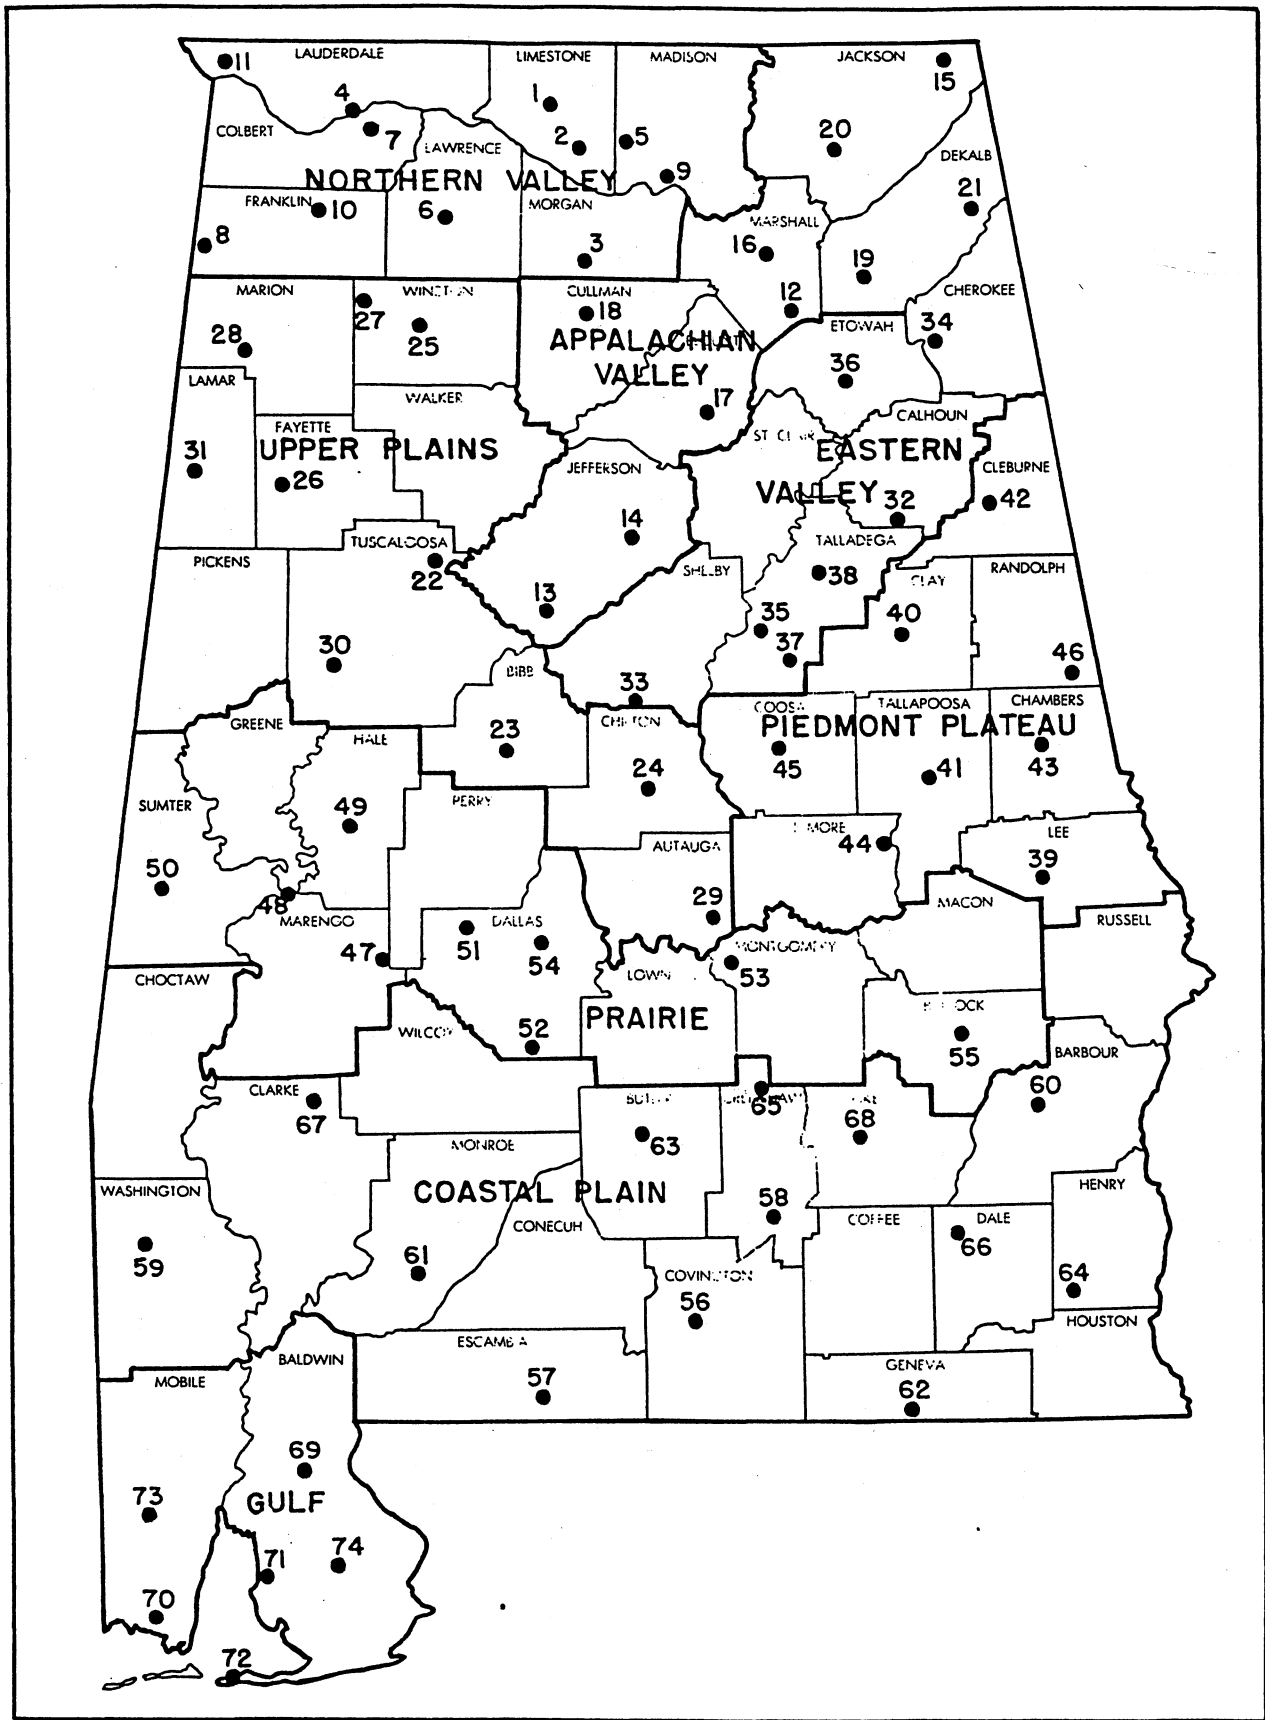 LAUDERDALE
LIMESTONE
MADISON
JACKSON
11
4
1
15
COLBERT
7
LAWRENCE
2
5
20
DEKALB
9
21
NORTHERN VALLEY
FRANKLIN
10
6
MORGAN
MARSHALL
8
3
16
19
MARION
CULLMAN
12
CHEROKEE
27
18
ETOWAH
34
28
25
APPALACHIAN
VALLEY
36
LAMAR
WALKER
17
CALHOUN
FAYETTE
31
UPPER PLAINS
EASTERN
VALLEY
JEFFERSON
CLEBURNE
26
32
42
14
TUSCALOOSA
TALLADEGA
PICKENS
22
SHELBY
38
RANDOLPH
13
35
40
30
37
46
BIBB
33
GREENE
COOSA
TALLAPOOSA
CHAMBERS
HALE
23
PIEDMONT PLATEAU
24
45
41
43
SUMTER
PERRY
49
LEE
AUTAUGA
44
39
50
48
29
MACON
MARENGO
DALLAS
RUSSELL
47
51
54
MONTGOMERY
53
CHOCTAW
LOWN
PRAIRIE
WILCOX
52
55
BARBOUR
CLARKE
60
67
65
68
MONROE
63
WASHINGTON
COASTAL PLAIN
HENRY
CONECUH
58
COFFEE
DALE
59
61
66
56
64
HOUSTON
ESCAMBIA
BALDWIN
GENEVA
MOBILE
57
62
69
73
GULF
74
71
70
72